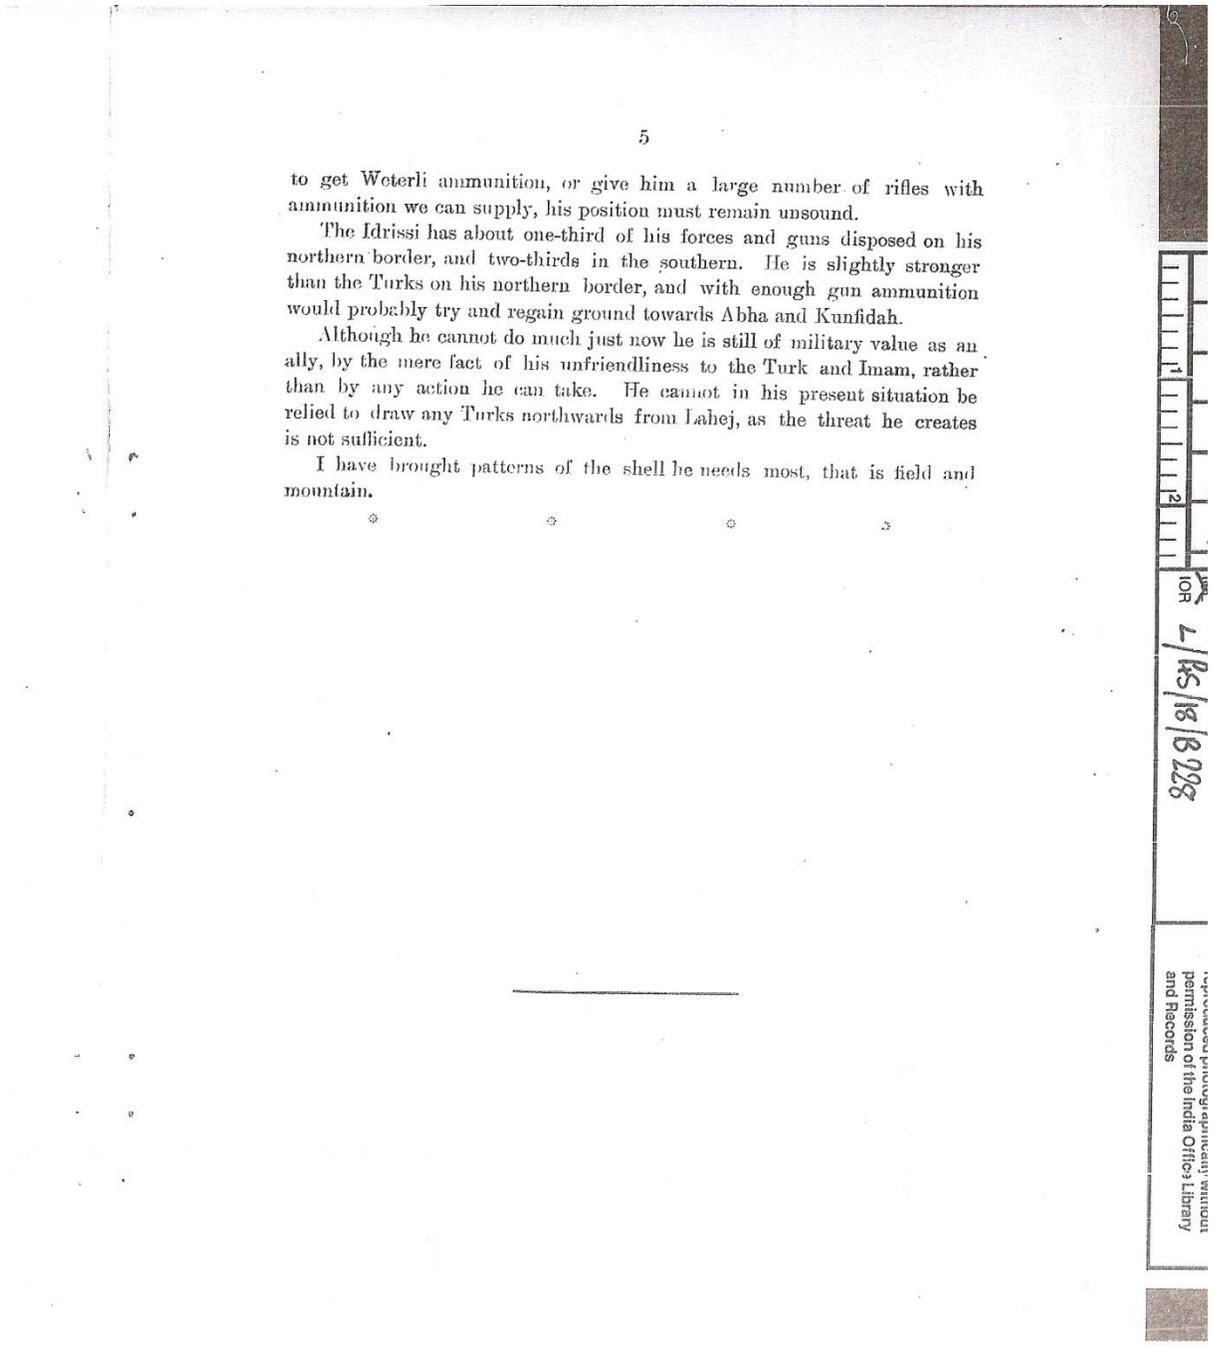 5
to get Weterli ammunition, or give him a large number of rifles with
ammunition we can supply, his position must remain unsound.
The Idrissi has about one-third of his forces and guns disposed on his
northern border, and two-thirds in the southern. He is slightly stronger
than the Turks on his northern border, and with enough gun ammunition
would probably try and regain ground towards Abha and Kunfidah.
Although he cannot do much just now he is still of military value as an
ally, by the mere fact of his unfriendliness to the Turk and Imam, rather
than by any action he can take. He cannot in his present situation be
relied to draw any Turks northwards from Lahej, as the threat he creates
is not sufficient.
I have brought patterns of the shell he needs most, that is field and
mountain.
1
2
IOR L/P&S/18/B228
reproduced photographically without
permission of the India Office Library
and Records